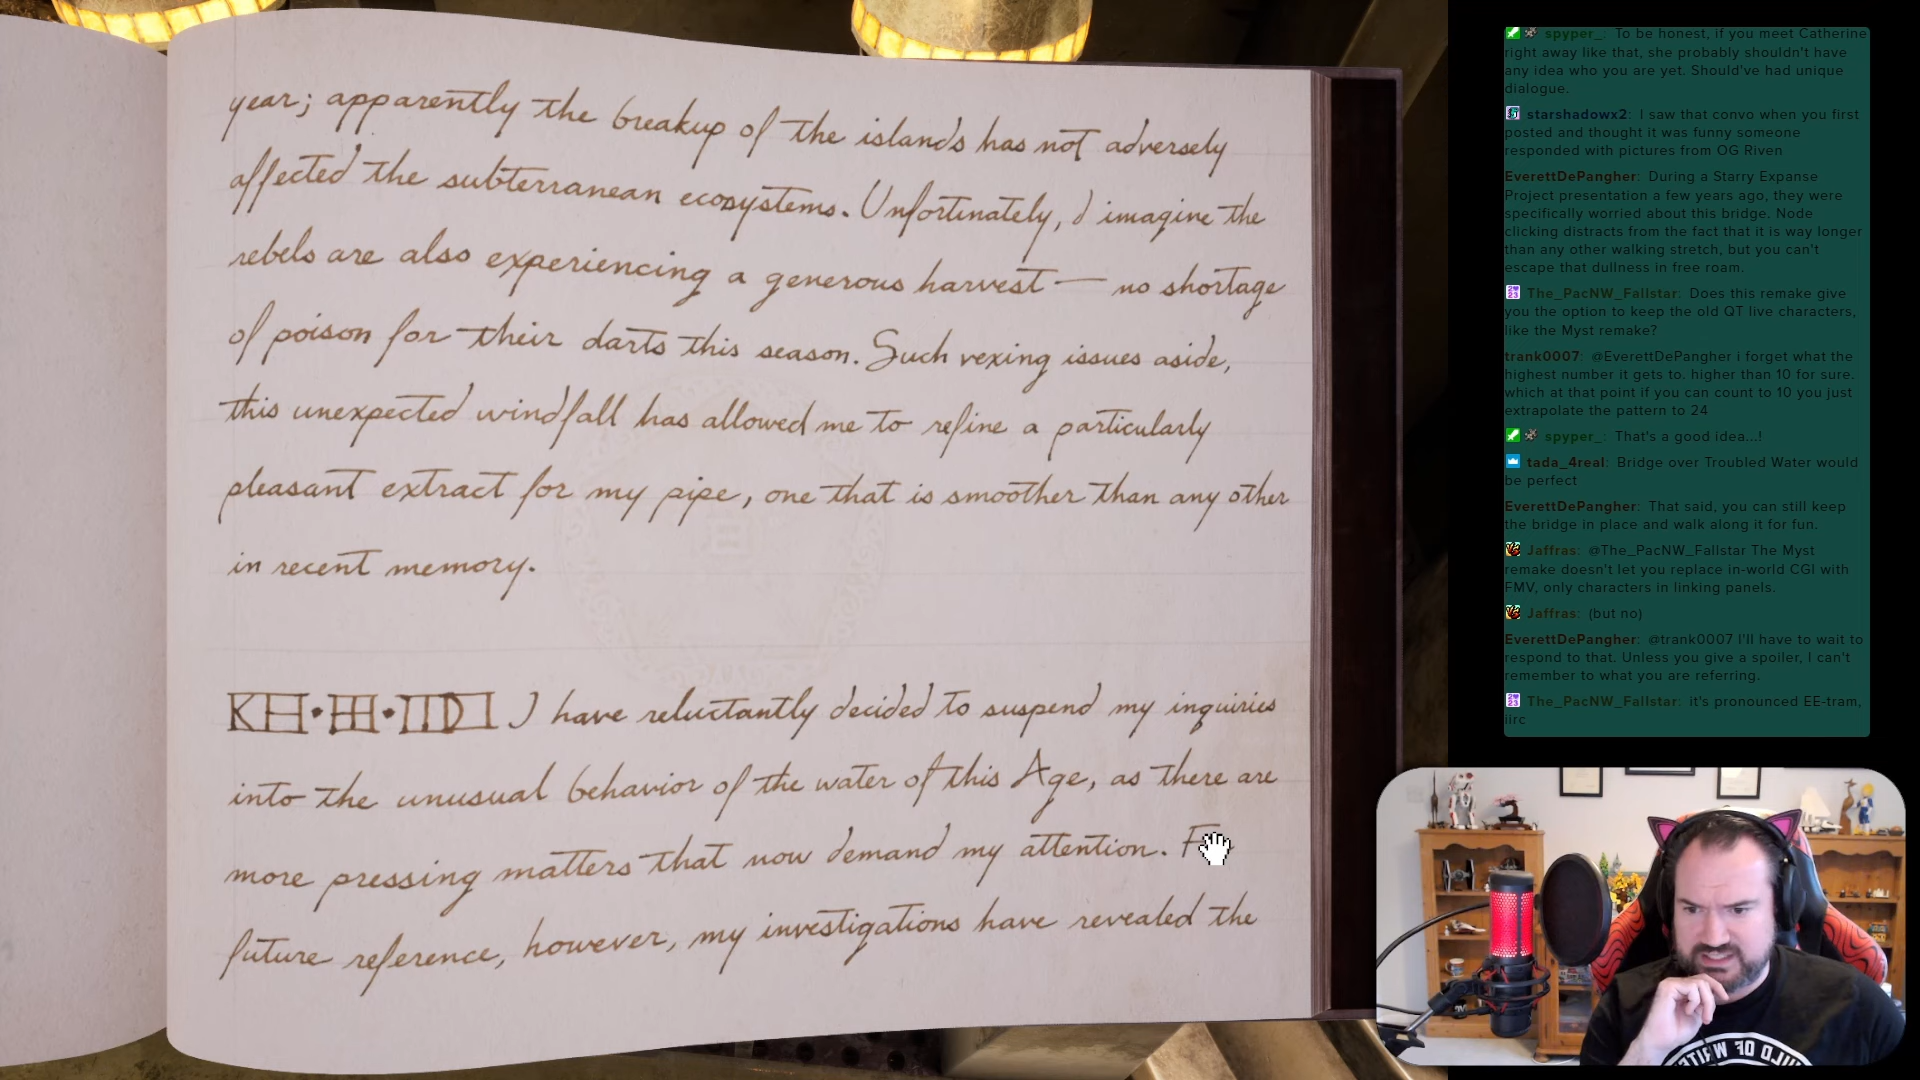 year; apparently the breakup of the islands has not adversely
affected the subterranean ecosystems. Unfortunately, I imagine the
rebels are also experiencing a generous harvest — no shortage
of poison for their darts this season. Such vexing issues aside,
this unexpected windfall has allowed me to refine a particularly
pleasant extract for my pipe, one that is smoother than any other
in recent memory.
I have reluctantly decided to suspend my inquiries
into the unusual behavior of the water of this Age, as there are
more pressing matters that now demand my attention.
future reference, however, my investigations have revealed the
spyper_: To be honest, if you meet Catherine
right away like that, she probably shouldn't have
any idea who you are yet. Should've had unique
dialogue.
starshadowx2: I saw that convo when you first
posted and thought it was funny someone
responded with pictures from OG Riven
EverettDePangher: During a Starry Expanse
Project presentation a few years ago, they were
specifically worried about this bridge. Node
clicking distracts from the fact that it is way longer
than any other walking stretch, but you can't
escape that dullness in free roam.
The_PacNW_Fallstar: Does this remake give
you the option to keep the old QT live characters,
like the Myst remake?
trank0007: @EverettDePangher i forget what the
highest number it gets to. higher than 10 for sure.
which at that point if you can count to 10 you just
extrapolate the pattern to 24
spyper_: That's a good idea...!
tada_4real: Bridge over Troubled Water would
be perfect
EverettDePangher: That said, you can still keep
the bridge in place and walk along it for fun.
Jaffras: @The_PacNW_Fallstar The Myst
remake doesn't let you replace in-world CGI with
FMV, only characters in linking panels.
Jaffras: (but no)
EverettDePangher: @trank0007 I'll have to wait to
respond to that. Unless you give a spoiler, I can't
remember to what you are referring.
The_PacNW_Fallstar: it's pronounced EE-tram,
iirc